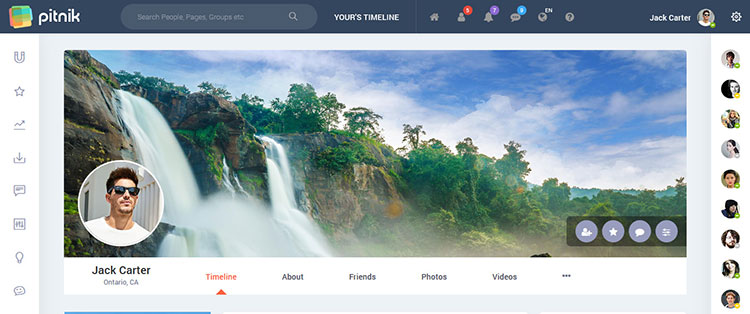 pitnik
Search People, Pages, Groups etc
YOUR'S TIMELINE
5
7
9
EN
Jack Carter
Jack Carter
Ontario, CA
Timeline
About
Friends
Photos
Videos